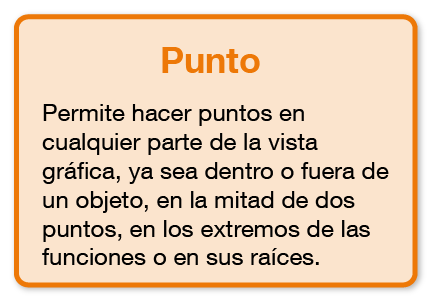 Punto
Permite hacer puntos en
cualquier parte de la vista
gráfica, ya sea dentro o fuera de
un objeto, en la mitad de dos
puntos, en los extremos de las
funciones o en sus raíces.